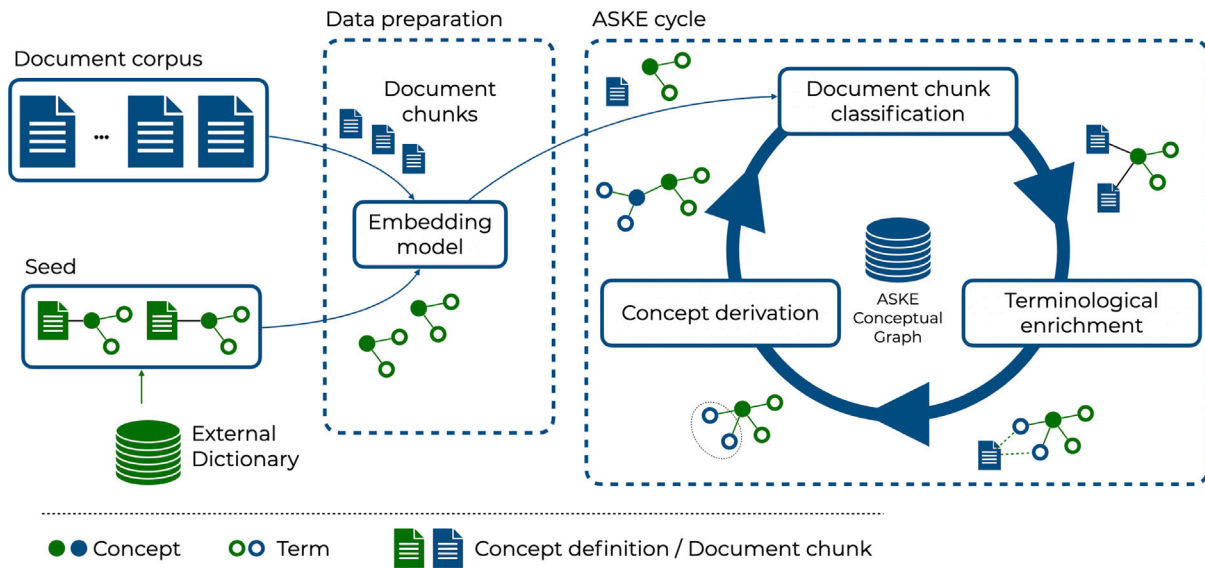 Data preparation
ASKE cycle
Document corpus
...
Document
chunks
Document chunk
classification
Embedding
model
Seed
Concept derivation
ASKE
Conceptual
Graph
Terminological
enrichment
External
Dictionary
Concept
Term
Concept definition / Document chunk